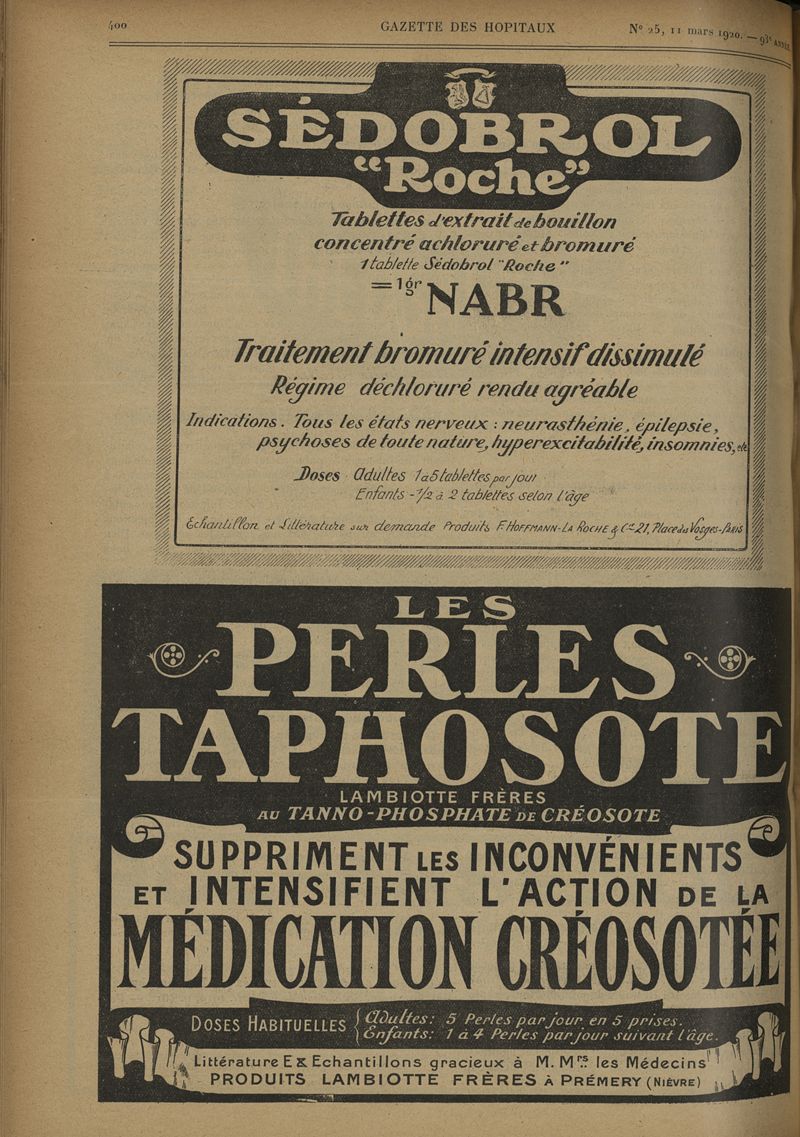 400
GAZETTE DES HOPITAUX
Nº 25, 11 mars 1920. — 93e ANNÉE
SÉDOBROL
"Roche"
Tablettes d'extrait de bouillon
concentré achloruré et bromuré
1 tablette Sédobrol "Roche"
= 1gr NABR
Traitement bromuré intensif dissimulé
Régime déchloruré rendu agréable
Indications. Tous les états nerveux : neurasthénie, épilepsie,
psychoses de toute nature, hyperexcitabilité, insomnies, etc
Doses Adultes 1 à 5 tablettes par jour
Enfants - 1/2 à 2 tablettes selon l'âge
Echantillon et Littérature sur demande Produits F. HOFFMANN-LA ROCHE & Cie 21, Place des Vosges-PARIS
LES
PERLES
TAPHOSOTE
LAMBIOTTE FRÈRES
AU TANNO-PHOSPHATE DE CRÉOSOTE
SUPPRIMENT LES INCONVÉNIENTS
ET INTENSIFIENT L'ACTION DE LA
MÉDICATION CRÉOSOTÉE
DOSES HABITUELLES { Adultes: 5 Perles par jour en 5 prises.
Enfants: 1 à 4 Perles par jour suivant l'âge.
Littérature E& Echantillons gracieux à M.Mrs. les Médecins
PRODUITS LAMBIOTTE FRÈRES À PRÉMERY (NIÈVRE)